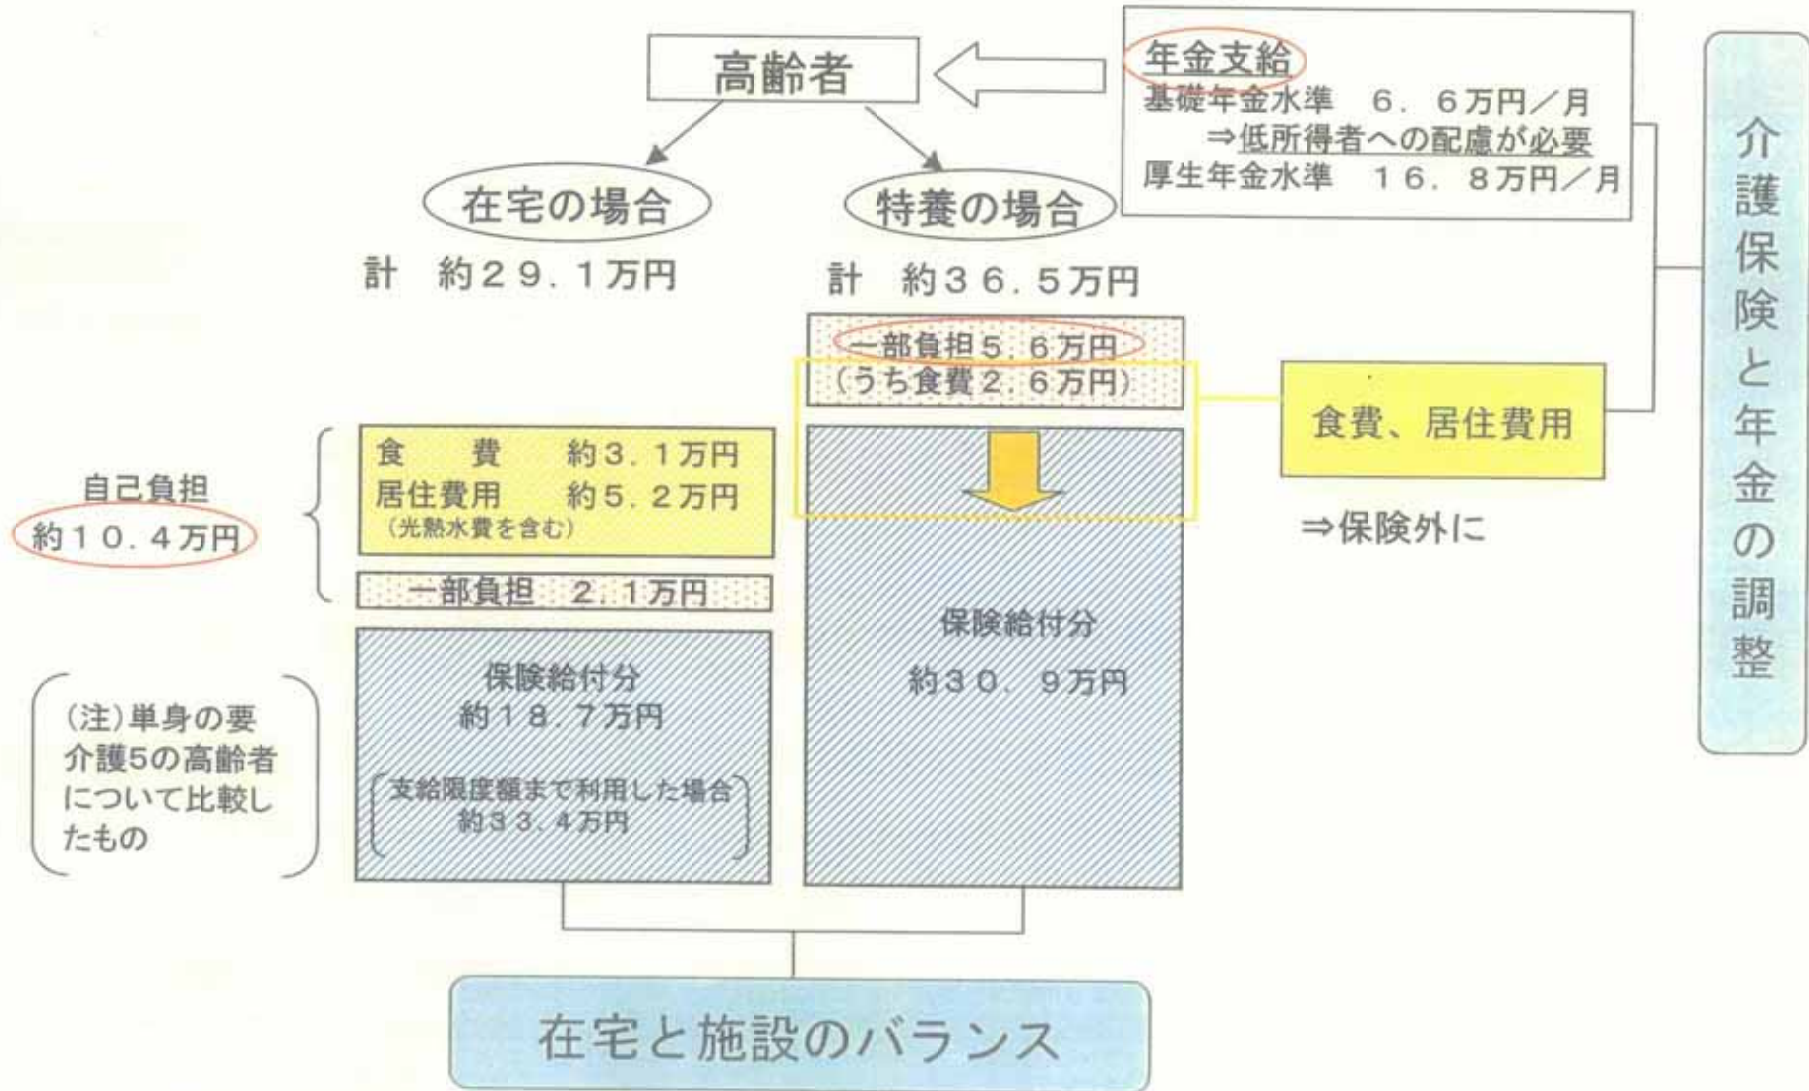 高齢者
年金支給
基礎年金水準 ６．６万円／月
⇒低所得者への配慮が必要
厚生年金水準 １６．８万円／月
在宅の場合
計 約２９．１万円
特養の場合
計 約３６．５万円
一部負担５．６万円
（うち食費２．６万円）
食費、居住費用
⇒保険外に
自己負担
約１０．４万円
食 費 約３．１万円
居住費用 約５．２万円
（光熱水費を含む）
一部負担 ２．１万円
保険給付分
約１８．７万円
支給限度額まで利用した場合
約３３．４万円
保険給付分
約３０．９万円
（注）単身の要
介護5の高齢者
について比較し
たもの
在宅と施設のバランス
介護保険と年金の調整